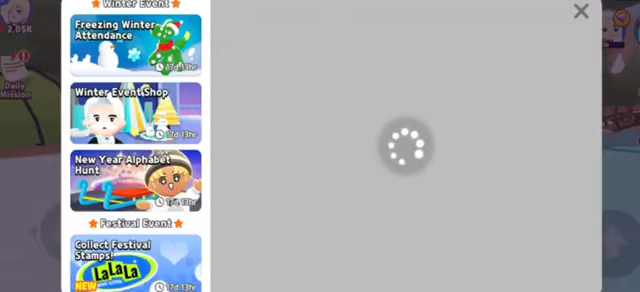 Winter Event
2.05K
Freezing Winter
Attendance
17d 13hr
Daily
Mission
Winter Event Shop
17d 13hr
New Year Alphabet
Hunt
17d 13hr
Festival Event
Collect Festival
Stamps!
LaLaLa
NEW
17d 13hr